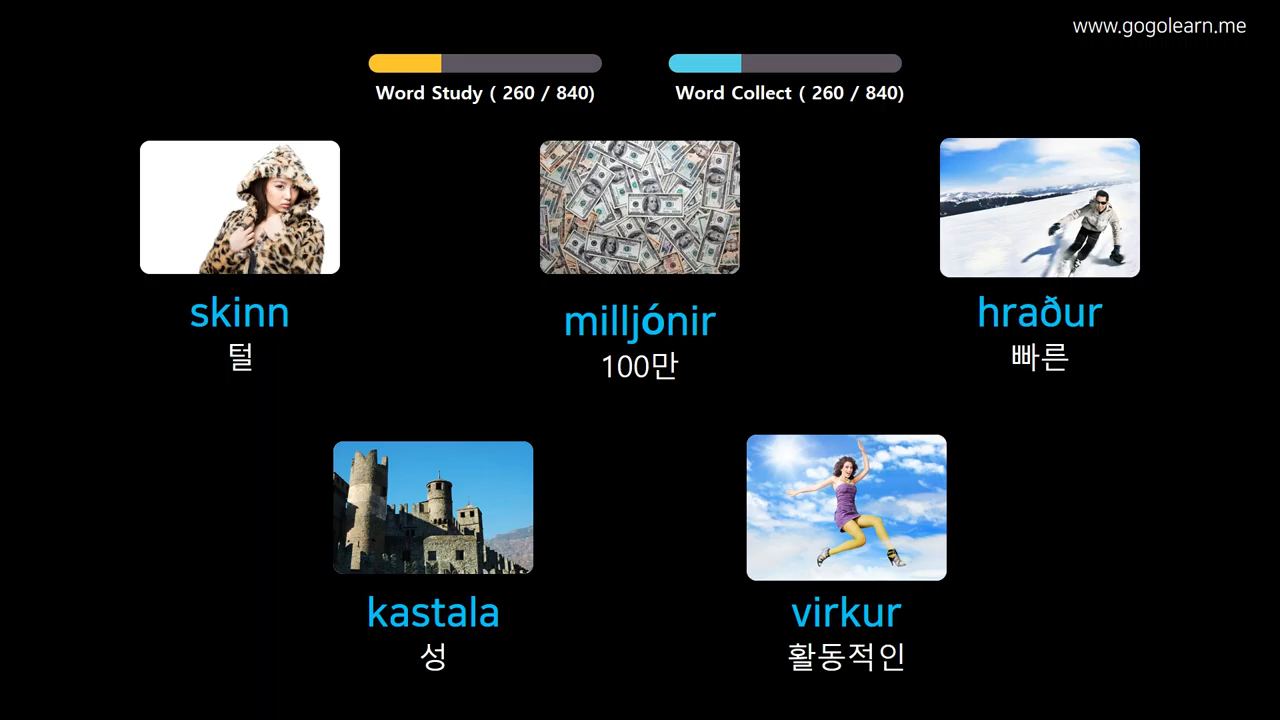 www.gogolearn.me
Word Study ( 260 / 840)
Word Collect ( 260 / 840)
skinn
털
milljónir
100만
hraður
빠른
kastala
성
virkur
활동적인